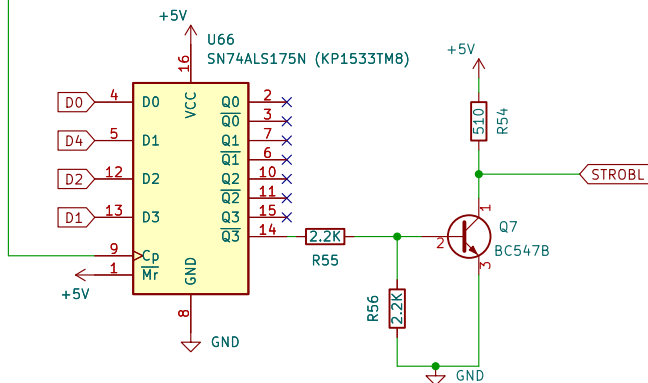 +5V
U66
SN74ALS175N (KP1533TM8)
16
VCC
D0
4
D0
Q0
2
Q0
3
D4
5
D1
Q1
7
Q1
6
D2
12
D2
Q2
10
Q2
11
D1
13
D3
Q3
15
Q3
14
9
Cp
1
Mr
+5V
GND
8
GND
2.2K
R55
R56
2.2K
+5V
510
R54
STROBL
1
Q7
2
BC547B
3
GND